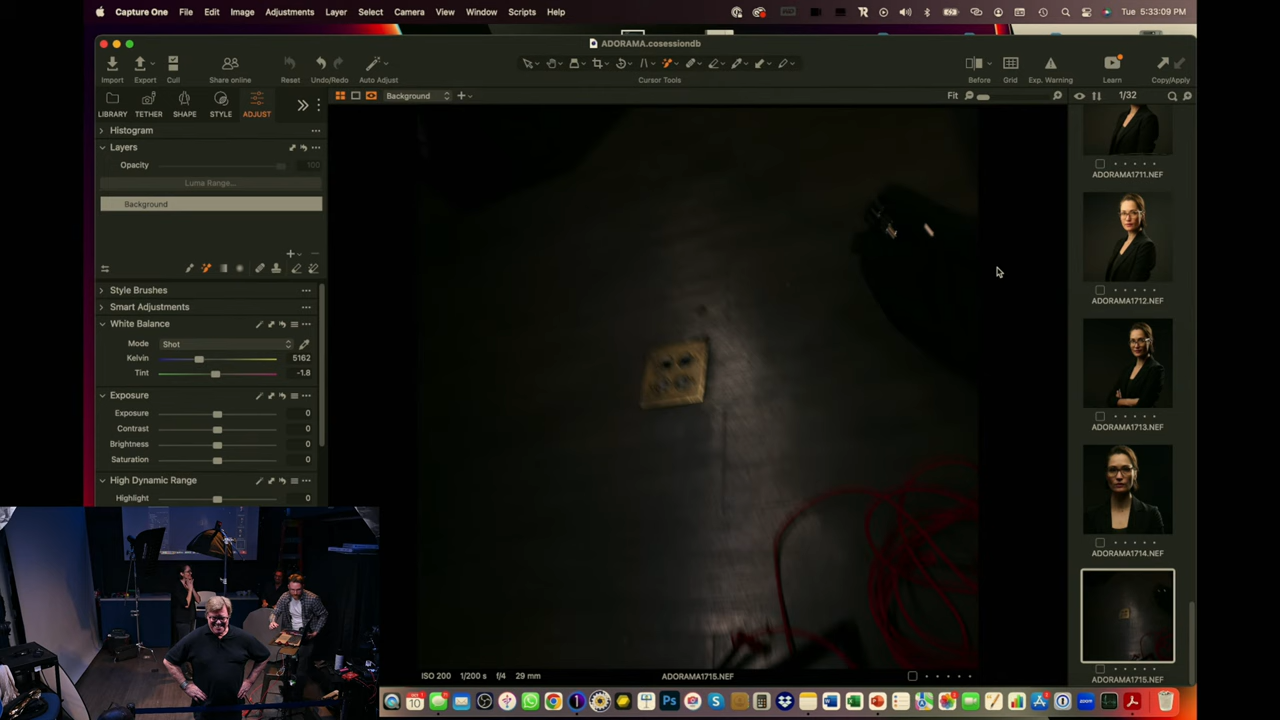 Capture One File Edit Image Adjustments Layer Select Camera View Window Scripts Help Tue 5:33:09 PM
ADORAMA.cosessiondb
Import Export Cull Share online Reset Undo/Redo Auto Adjust Cursor Tools Before Grid Exp. Warning Learn Copy/Apply
LIBRARY TETHER SHAPE STYLE ADJUST
Background
Fit
1/32
Histogram
Layers
Opacity 100
Luma Range...
Background
Style Brushes
Smart Adjustments
White Balance
Mode Shot
Kelvin 5162
Tint -1.8
Exposure
Exposure 0
Contrast 0
Brightness 0
Saturation 0
High Dynamic Range
Highlight 0
ADORAMA1711.NEF
ADORAMA1712.NEF
ADORAMA1713.NEF
ADORAMA1714.NEF
ADORAMA1715.NEF
ISO 200 1/200 s f/4 29 mm ADORAMA1715.NEF